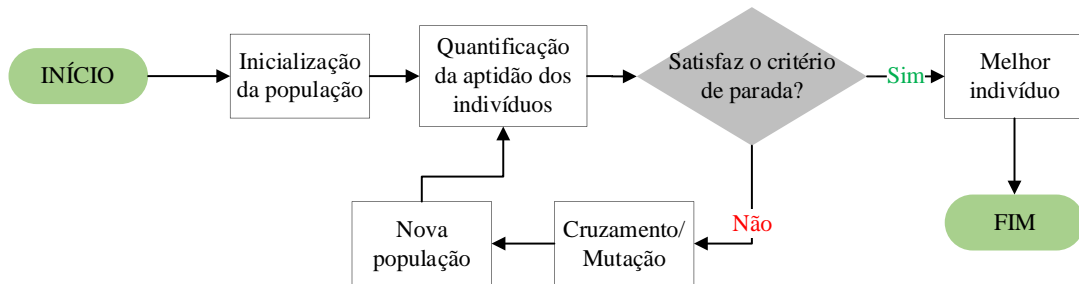 INÍCIO
Inicialização
da população
Quantificação
da aptidão dos
indivíduos
Satisfaz o critério
de parada?
Sim
Melhor
indivíduo
Não
Cruzamento/
Mutação
Nova
população
FIM